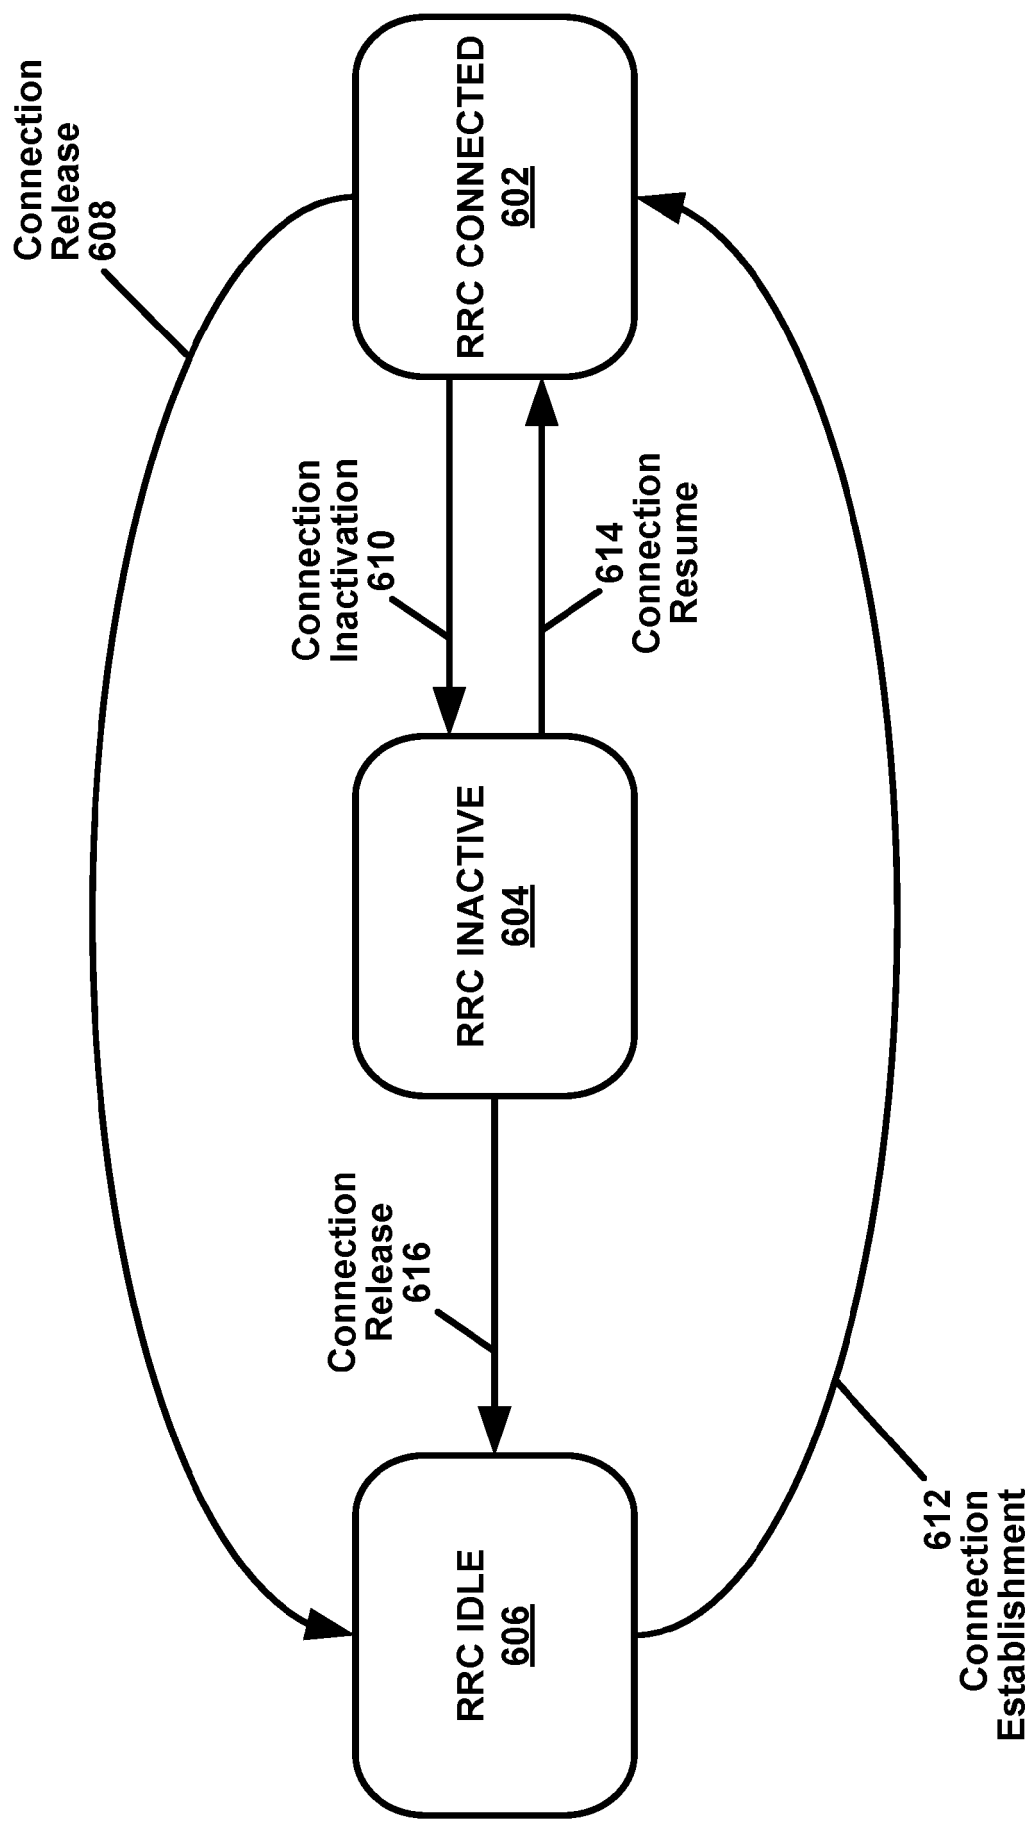 Connection
Release
608
RRC CONNECTED
602
Connection
Inactivation
610
614
Connection
Resume
RRC INACTIVE
604
Connection
Release
616
RRC IDLE
606
612
Connection
Establishment